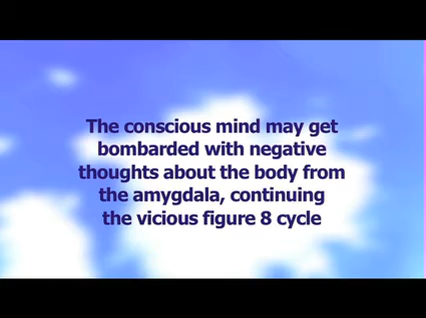 The conscious mind may get
bombarded with negative
thoughts about the body from
the amygdala, continuing
the vicious figure 8 cycle